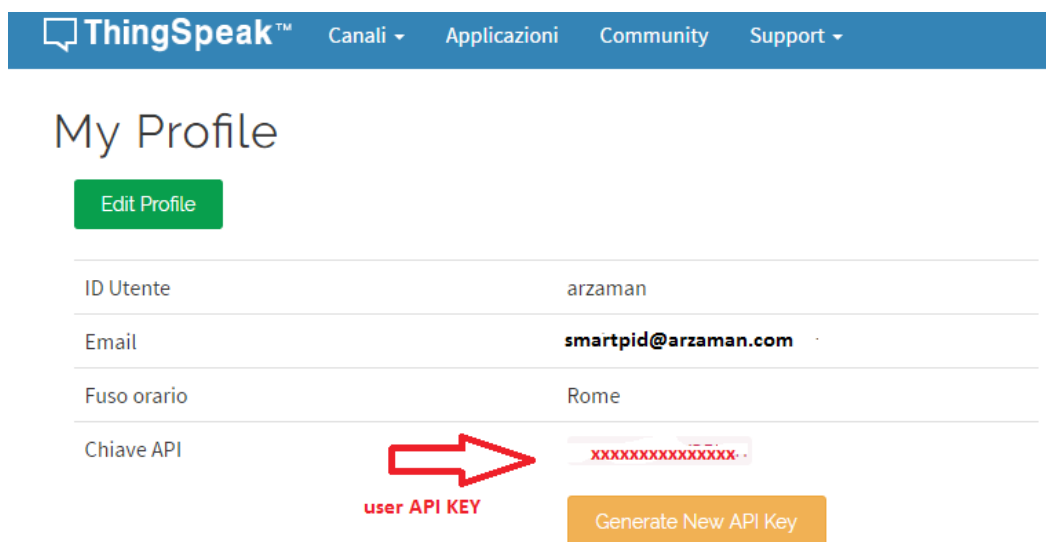 ThingSpeak™ Canali Applicazioni Community Support
My Profile
Edit Profile
ID Utente arzaman
Email smartpid@arzaman.com
Fuso orario Rome
Chiave API xxxxxxxxxxxxxxx
user API KEY
Generate New API Key